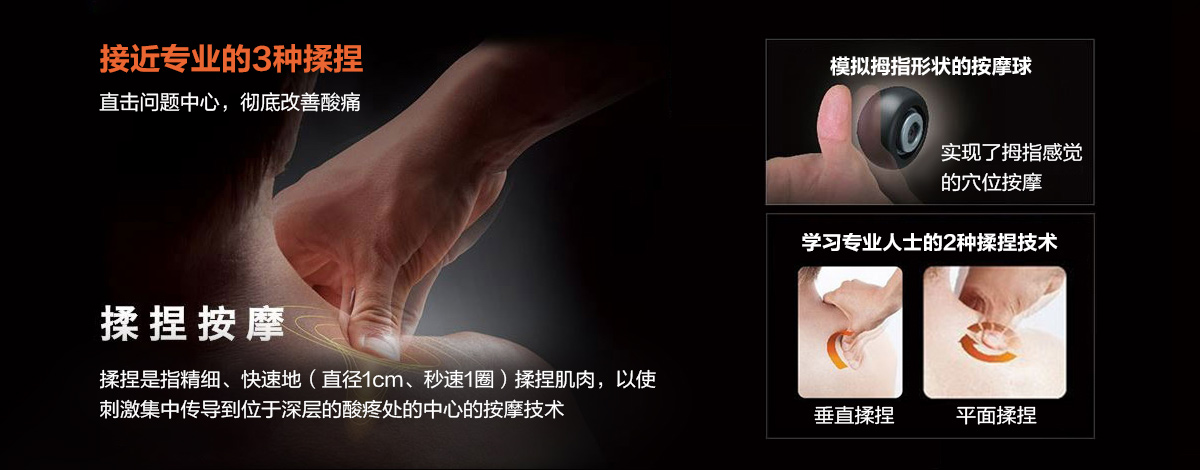 接近专业的3种揉捏
直击问题中心，彻底改善酸痛
揉捏按摩
揉捏是指精细、快速地（直径1cm、秒速1圈）揉捏肌肉，以使
刺激集中传导到位于深层的酸疼处的中心的按摩技术
模拟拇指形状的按摩球
实现了拇指感觉
的穴位按摩
学习专业人士的2种揉捏技术
垂直揉捏
平面揉捏